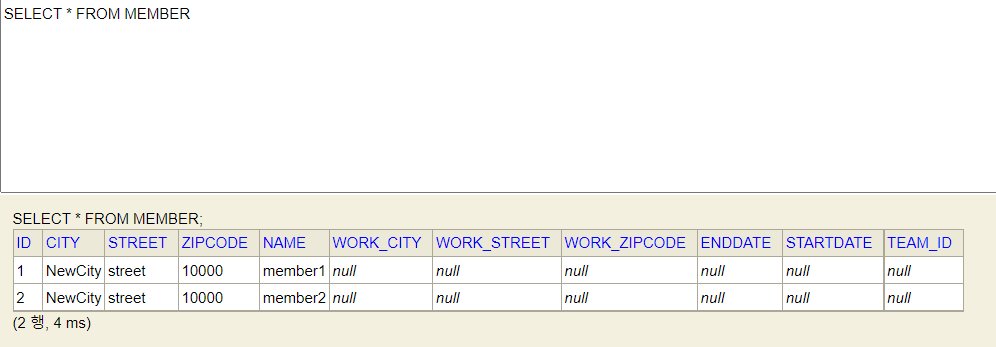 SELECT * FROM MEMBER
SELECT * FROM MEMBER;
ID CITY STREET ZIPCODE NAME WORK_CITY WORK_STREET WORK_ZIPCODE ENDDATE STARTDATE TEAM_ID
1 NewCity street 10000 member1 null null null null null null
2 NewCity street 10000 member2 null null null null null null
(2 행, 4 ms)